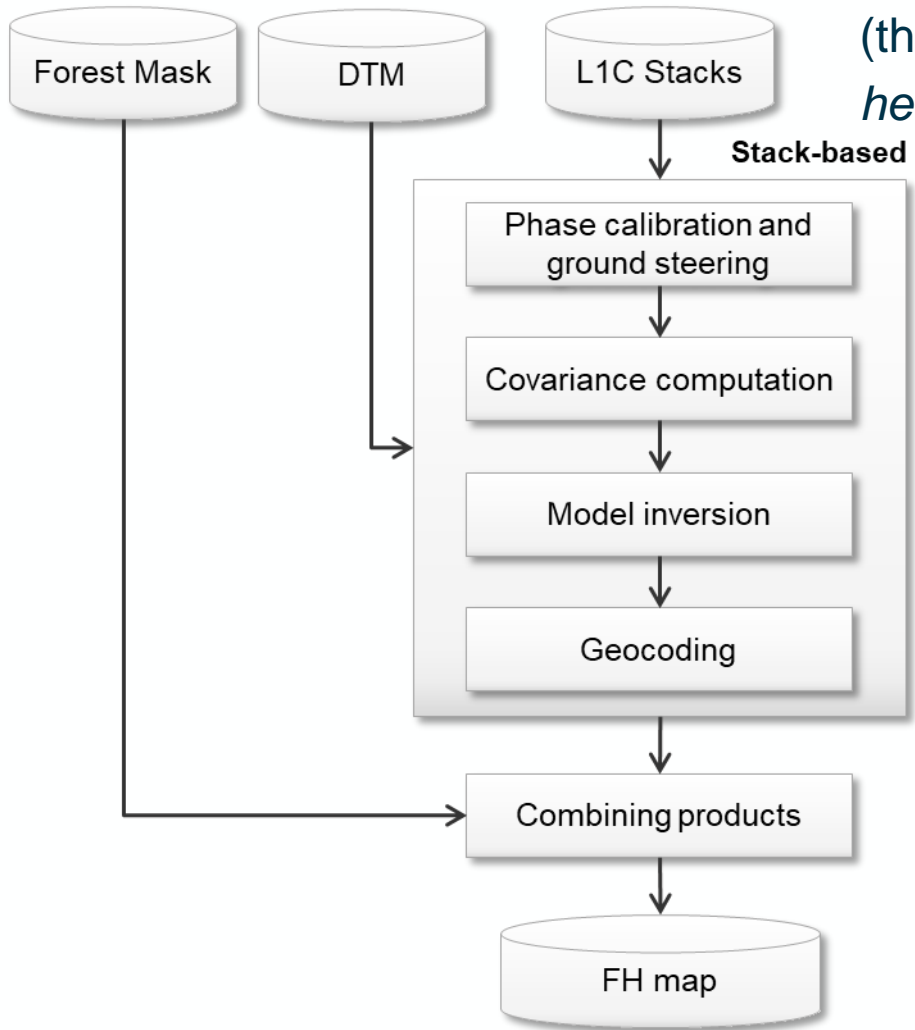 Forest Mask
DTM
L1C Stacks
(th
he
Stack-based
Phase calibration and
ground steering
Covariance computation
Model inversion
Geocoding
Combining products
FH map